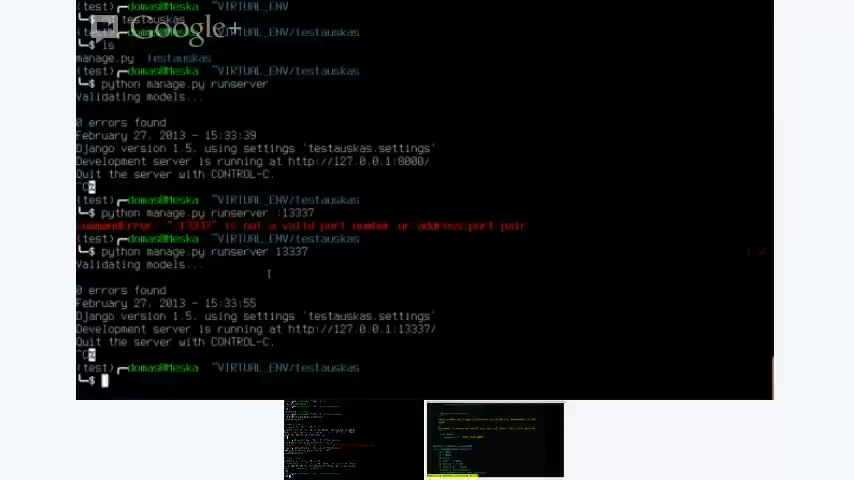 (test)┌─domas@Meska ~VIRTUAL_ENV
└─$ testauskas
Google+
(test)┌─domas@Meska ~VIRTUAL_ENV/testauskas
└─$ ls
manage.py testauskas
(test)┌─domas@Meska ~VIRTUAL_ENV/testauskas
└─$ python manage.py runserver
Validating models...
0 errors found
February 27, 2013 - 15:33:39
Django version 1.5, using settings 'testauskas.settings'
Development server is running at http://127.0.0.1:8000/
Quit the server with CONTROL-C.
^C%
(test)┌─domas@Meska ~VIRTUAL_ENV/testauskas
└─$ python manage.py runserver :13337
CommandError: ":13337" is not a valid port number or address:port pair
(test)┌─domas@Meska ~VIRTUAL_ENV/testauskas
└─$ python manage.py runserver 13337
Validating models...
0 errors found
February 27, 2013 - 15:33:55
Django version 1.5, using settings 'testauskas.settings'
Development server is running at http://127.0.0.1:13337/
Quit the server with CONTROL-C.
^C%
(test)┌─domas@Meska ~VIRTUAL_ENV/testauskas
└─$